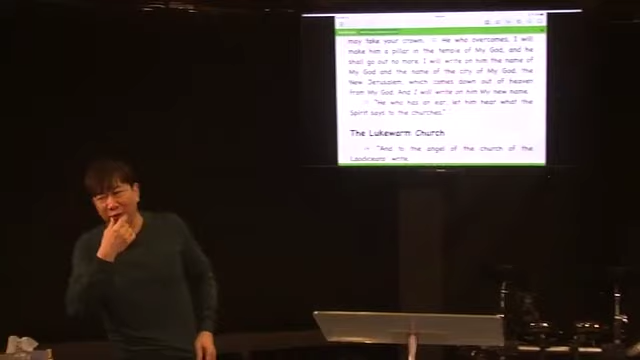 may take your crown. He who overcomes, I will
make him a pillar in the temple of My God, and he
shall go out no more. I will write on him the name of
My God and the name of the city of My God, the
New Jerusalem, which comes down out of heaven
from My God. And I will write on him My new name.
"He who has an ear, let him hear what the
Spirit says to the churches."
The Lukewarm Church
"And to the angel of the church of the
Laodiceans write,